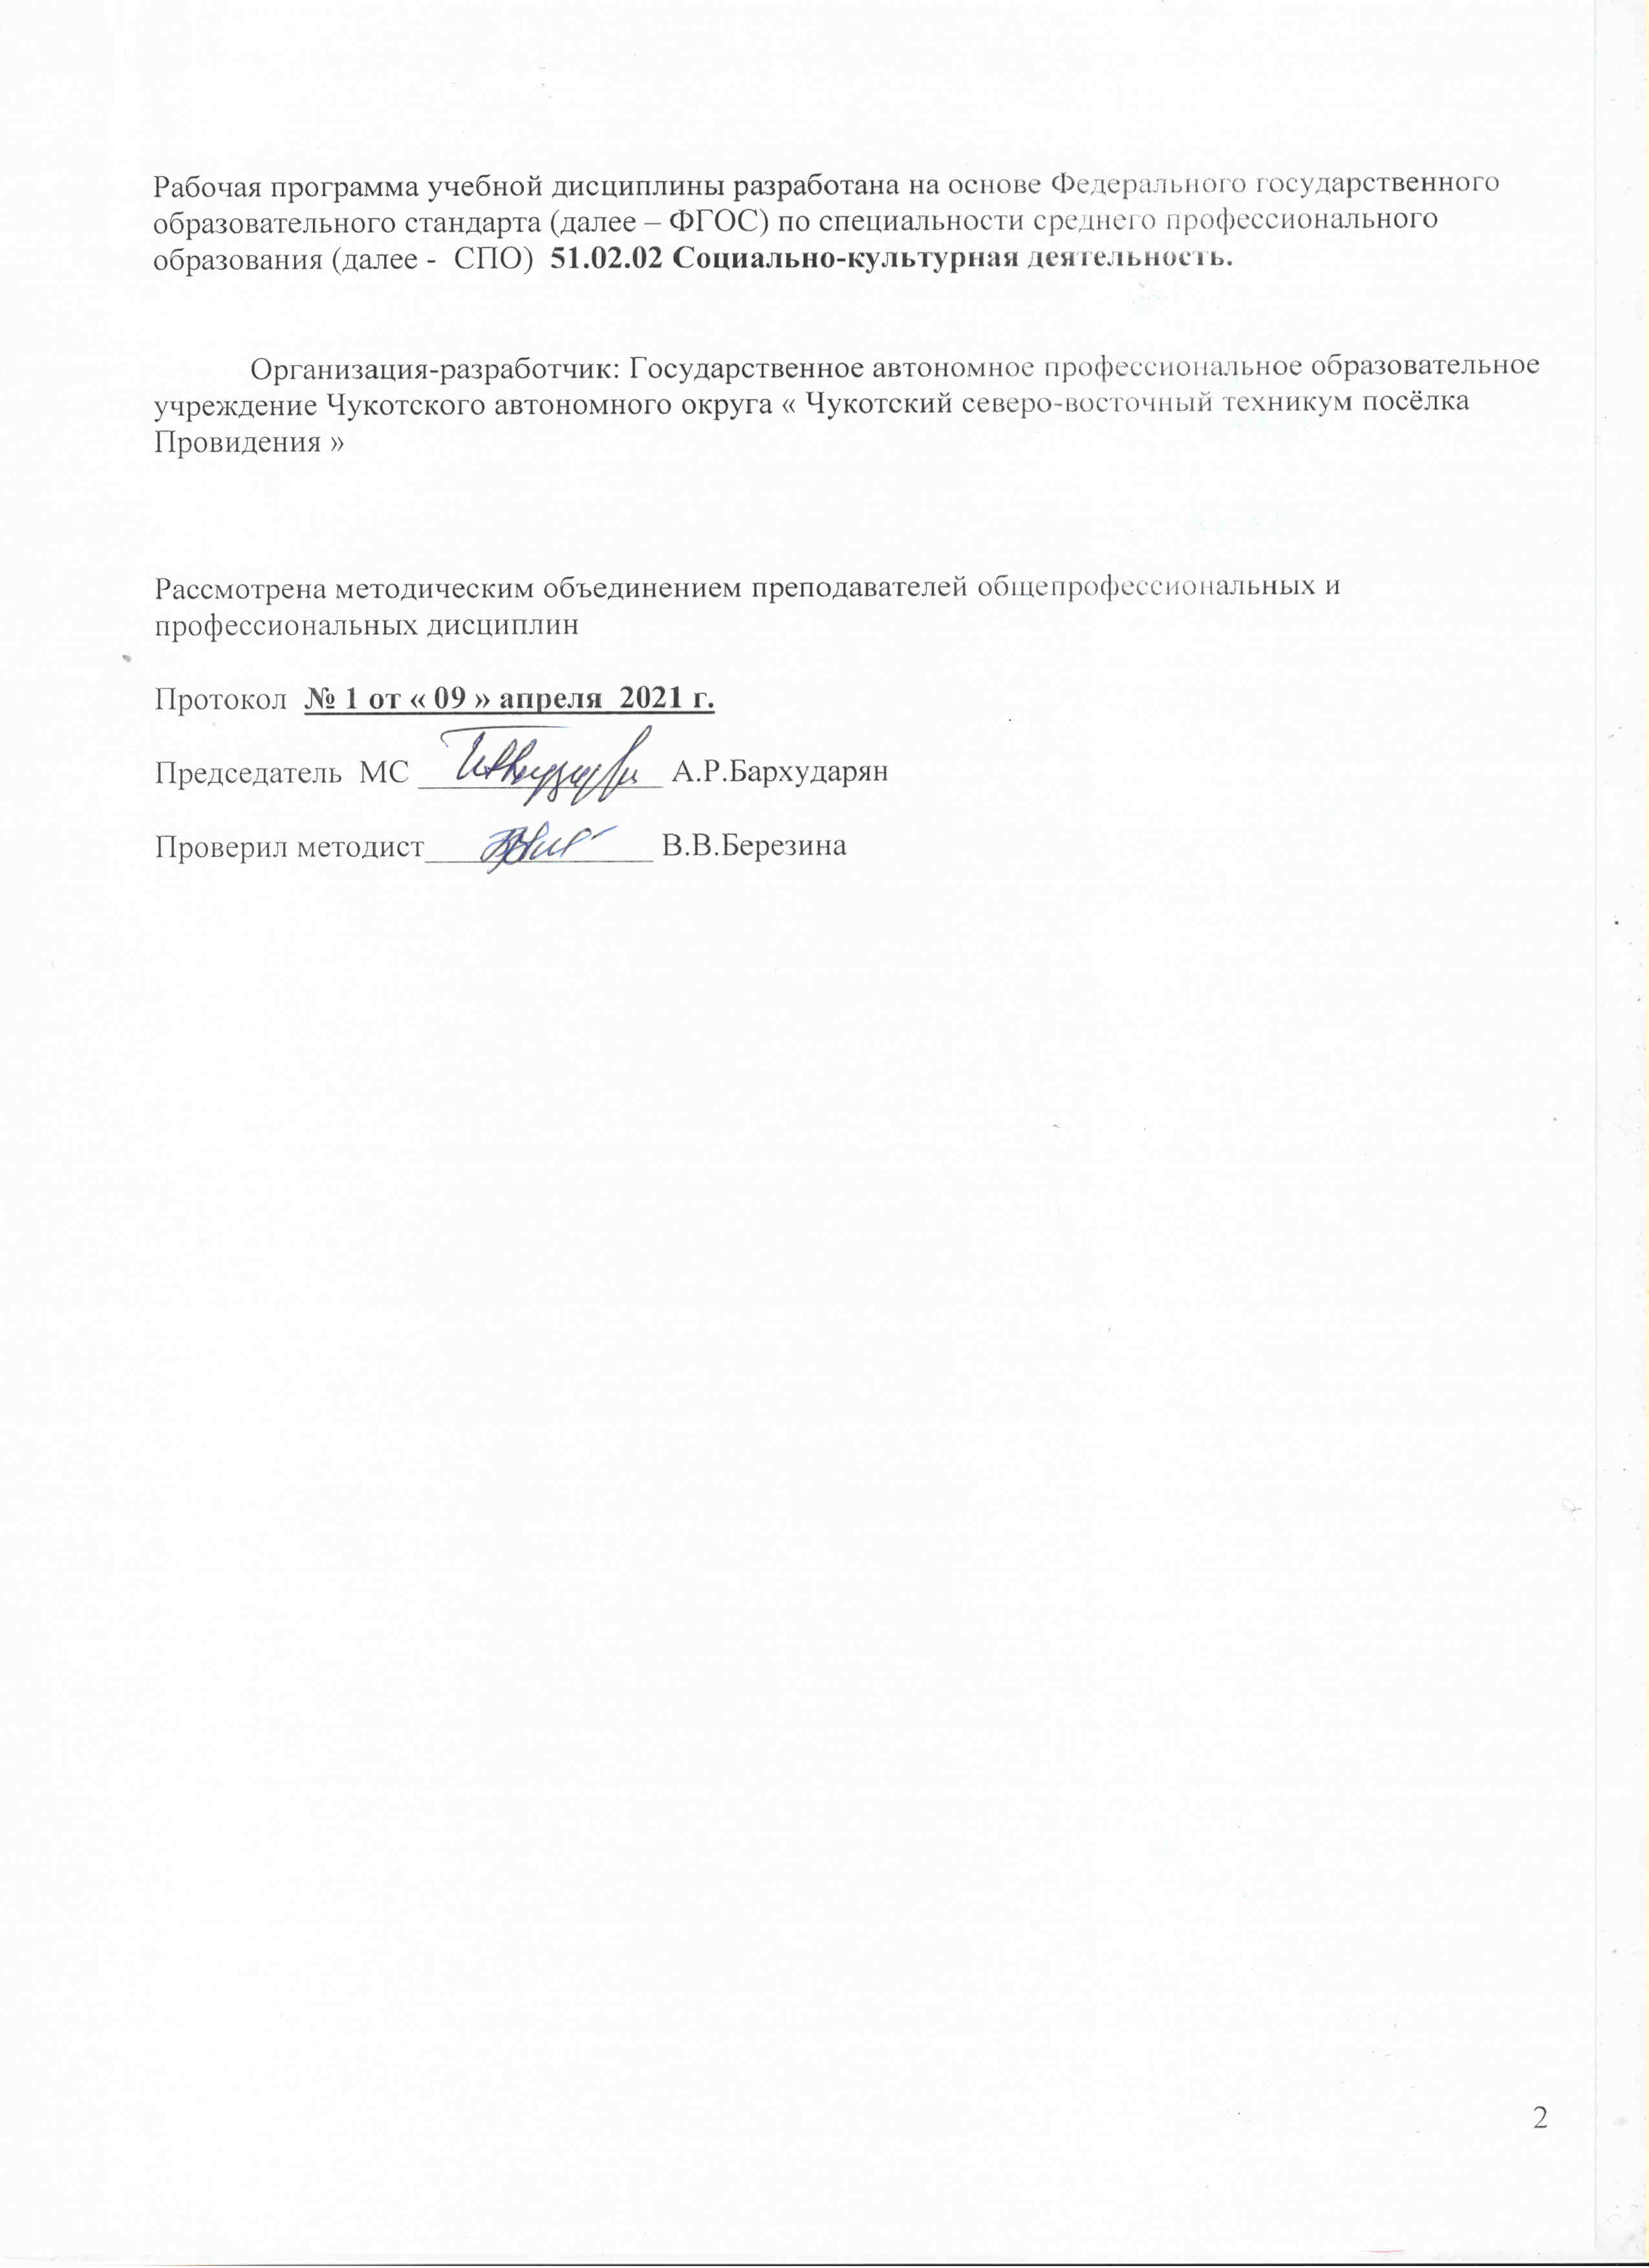 Рабочая программа учебной дисциплины разработана на основе Федерального государственного
образовательного стандарта (далее – ФГОС) по специальности среднего профессионального
образования (далее - СПО) 51.02.02 Социально-культурная деятельность.
Организация-разработчик: Государственное автономное профессиональное образовательное
учреждение Чукотского автономного округа « Чукотский северо-восточный техникум посёлка
Провидения »
Рассмотрена методическим объединением преподавателей общепрофессиональных и
профессиональных дисциплин
Протокол № 1 от « 09 » апреля 2021 г.
Председатель МС ________________ А.Р.Бархударян
Проверил методист_______________ В.В.Березина
2